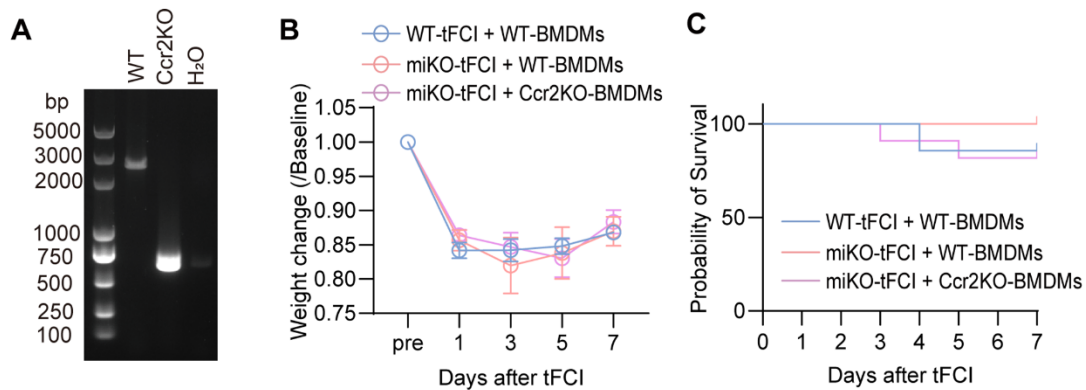 A
WT
Ccr2KO
H₂O
bp
5000
3000
2000
1000
750
500
250
100
B
WT-tFCI + WT-BMDMs
miKO-tFCI + WT-BMDMs
miKO-tFCI + Ccr2KO-BMDMs
Weight change (/Baseline)
1.05
1.00
0.95
0.90
0.85
0.80
0.75
pre 1 3 5 7
Days after tFCI
C
Probability of Survival
100
50
0
WT-tFCI + WT-BMDMs
miKO-tFCI + WT-BMDMs
miKO-tFCI + Ccr2KO-BMDMs
0 1 2 3 4 5 6 7
Days after tFCI